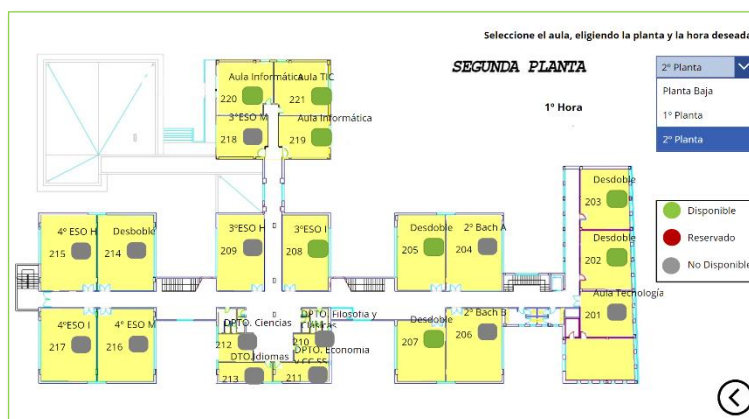 Seleccione el aula, eligiendo la planta y la hora deseada
SEGUNDA PLANTA
2º Planta
Planta Baja
1º Planta
2º Planta
1º Hora
Aula Informática
Aula TIC
220
221
3ºESO M
Aula Informática
218
219
Desdoble
203
Disponible
Reservado
No Disponible
4º ESO H
Desboble
3ºESO H
3ºESO I
Desdoble
2º Bach A
215
214
209
208
205
204
Desdoble
202
Aula Tecnología
201
4ºESO I
4º ESO M
DPTO. Ciencias
DPTO. Filosofia y
Desdoble
2º Bach B
217
216
212
210
207
206
DTO.Idiomas
DPTO. Economia
213
211